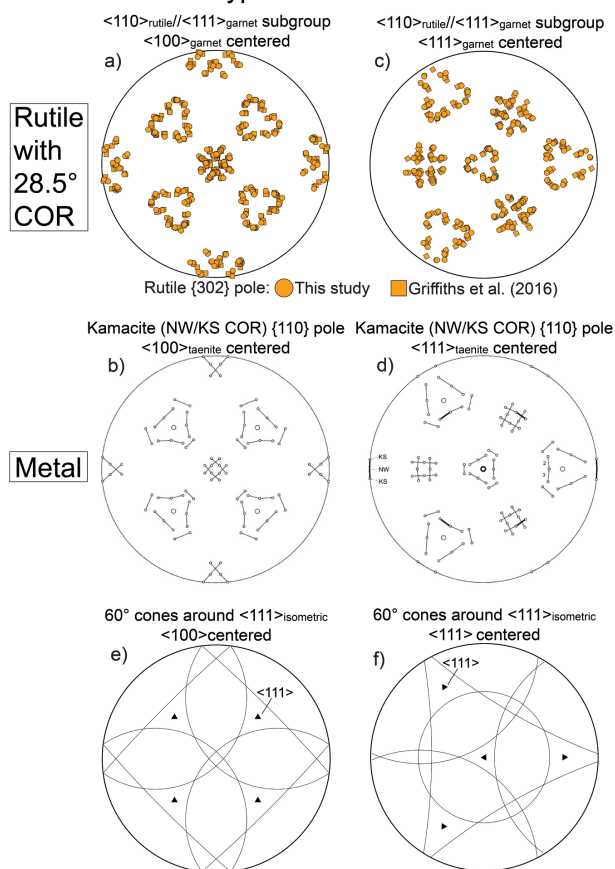 <110>rutile//<111>garnet subgroup
<100>garnet centered
<110>rutile//<111>garnet subgroup
<111>garnet centered
a)
c)
Rutile
with
28.5°
COR
Rutile {302} pole: This study Griffiths et al. (2016)
Kamacite (NW/KS COR) {110} pole
<100>taenite centered
Kamacite (NW/KS COR) {110} pole
<111>taenite centered
b)
d)
Metal
KS
NW
KS
2
3
60° cones around <111>isometric
<100>centered
60° cones around <111>isometric
<111> centered
e)
f)
<111>
<111>